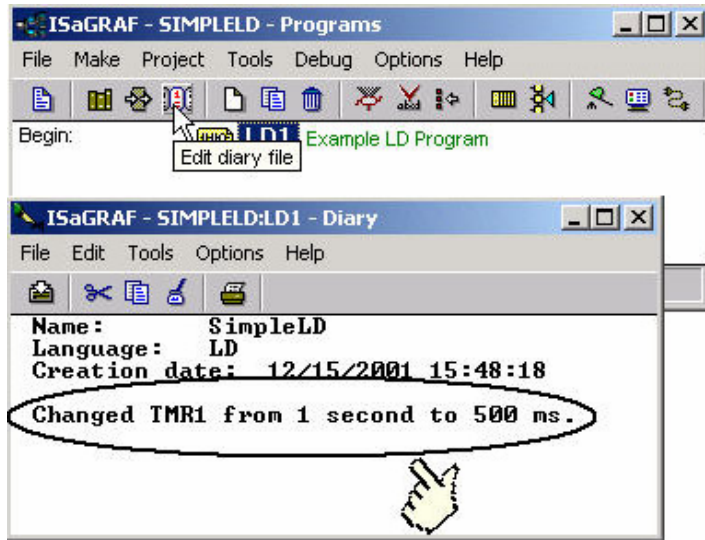 ISaGRAF - SIMPLELD - Programs
File Make Project Tools Debug Options Help
Begin: LD1 Example LD Program
Edit diary file
ISaGRAF - SIMPLELD:LD1 - Diary
File Edit Tools Options Help
Name: SimpleLD
Language: LD
Creation date: 12/15/2001 15:48:18
Changed TMR1 from 1 second to 500 ms.